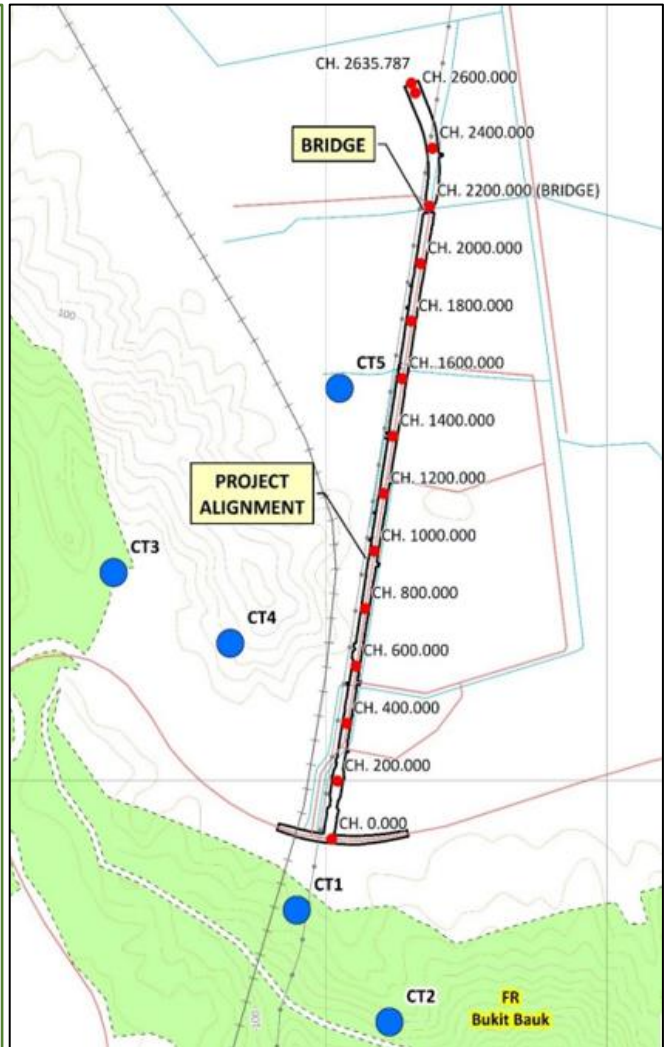 CH. 2635.787
CH. 2600.000
CH. 2400.000
BRIDGE
CH. 2200.000 (BRIDGE)
CH. 2000.000
100
CH. 1800.000
CT5
CH. 1600.000
CH. 1400.000
PROJECT
ALIGNMENT
CH. 1200.000
CH. 1000.000
CT3
CH. 800.000
CT4
CH. 600.000
CH. 400.000
CH. 200.000
CH. 0.000
CT1
CT2
FR
Bukit Bauk
100